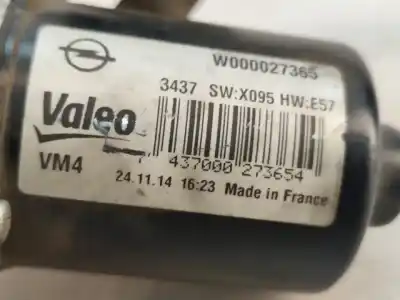 W000027365
3437 SW:X095 HW:E57
Valeo
437000 273654
VM4
24.11.14 16:23 Made in France